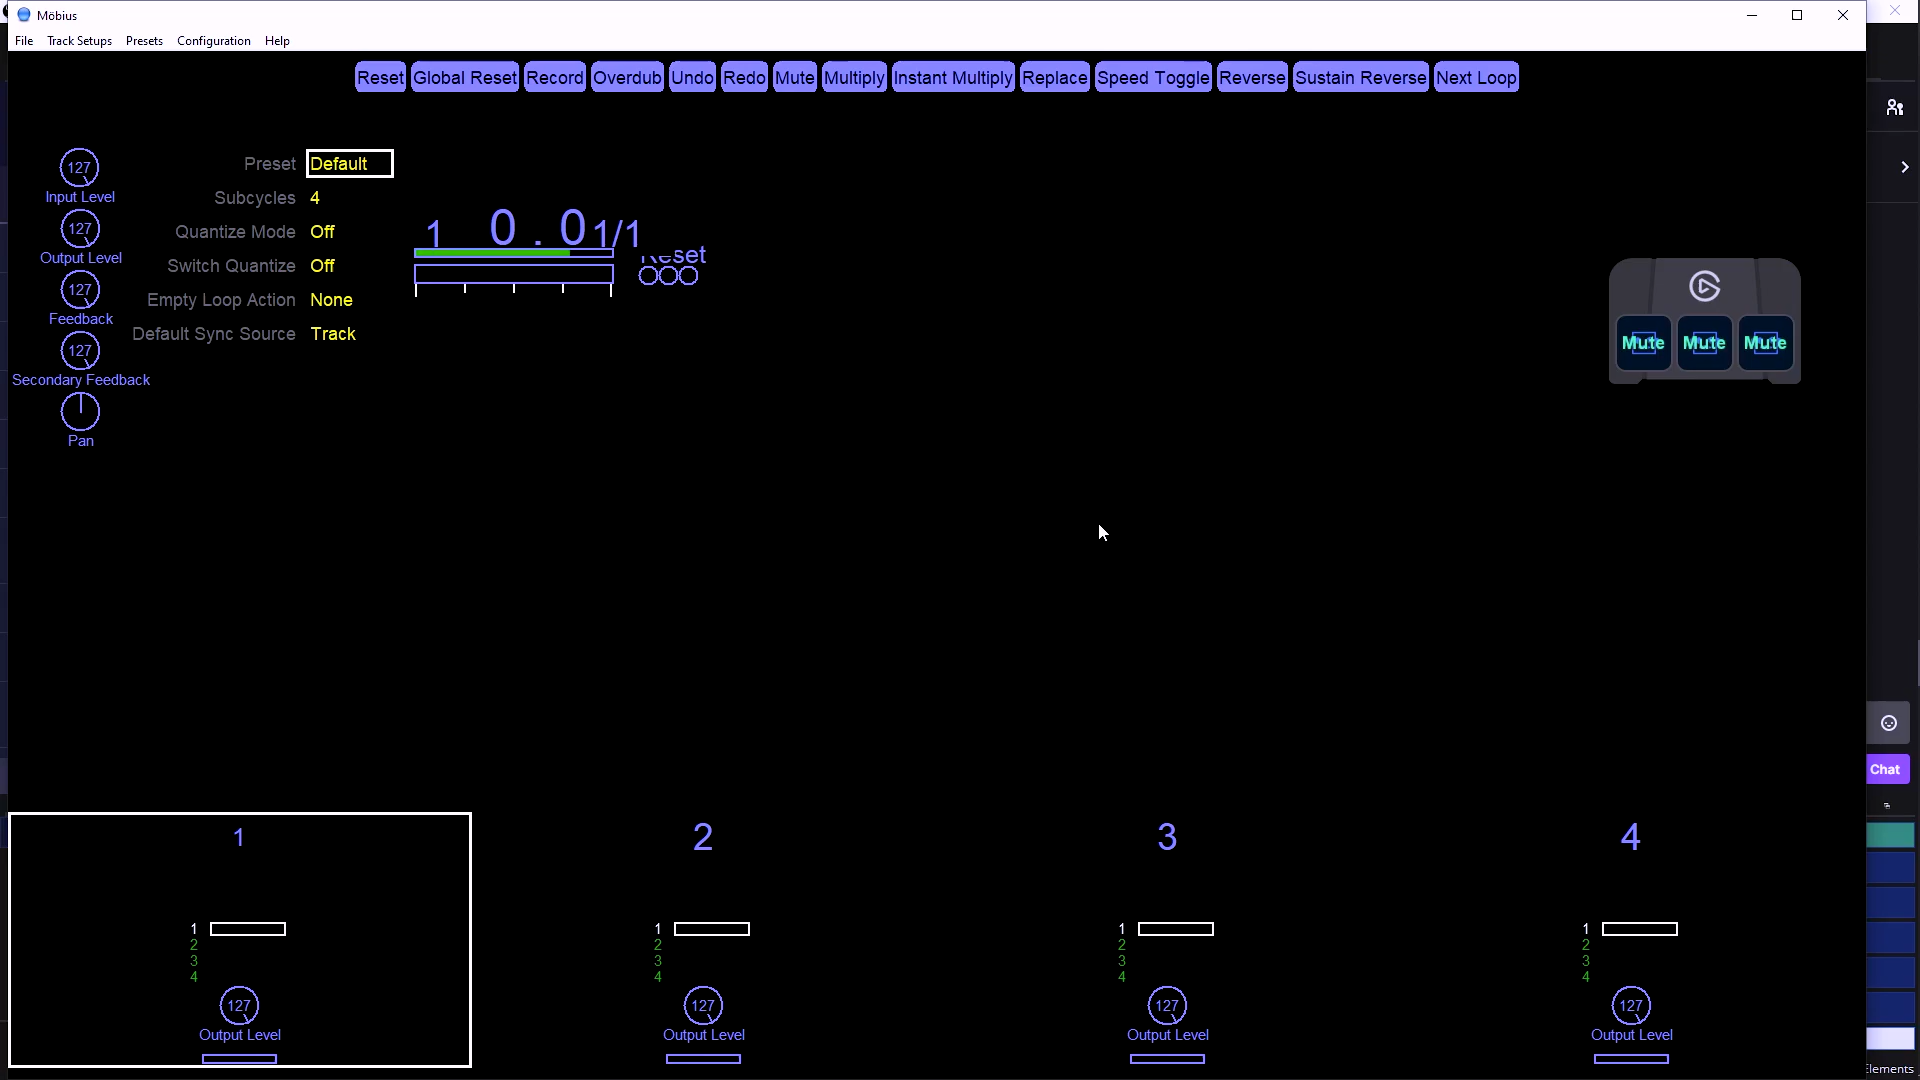 Möbius
File Track Setups Presets Configuration Help
Reset Global Reset Record Overdub Undo Redo Mute Multiply Instant Multiply Replace Speed Toggle Reverse Sustain Reverse Next Loop
127
Input Level
127
Output Level
127
Feedback
127
Secondary Feedback
Pan
Preset Default
Subcycles 4
Quantize Mode Off
Switch Quantize Off
Empty Loop Action None
Default Sync Source Track
1 0.0 1/1
Reset
Mute Mute Mute
Chat
1
1
2
3
4
127
Output Level
2
1
2
3
4
127
Output Level
3
1
2
3
4
127
Output Level
4
1
2
3
4
127
Output Level
Elements